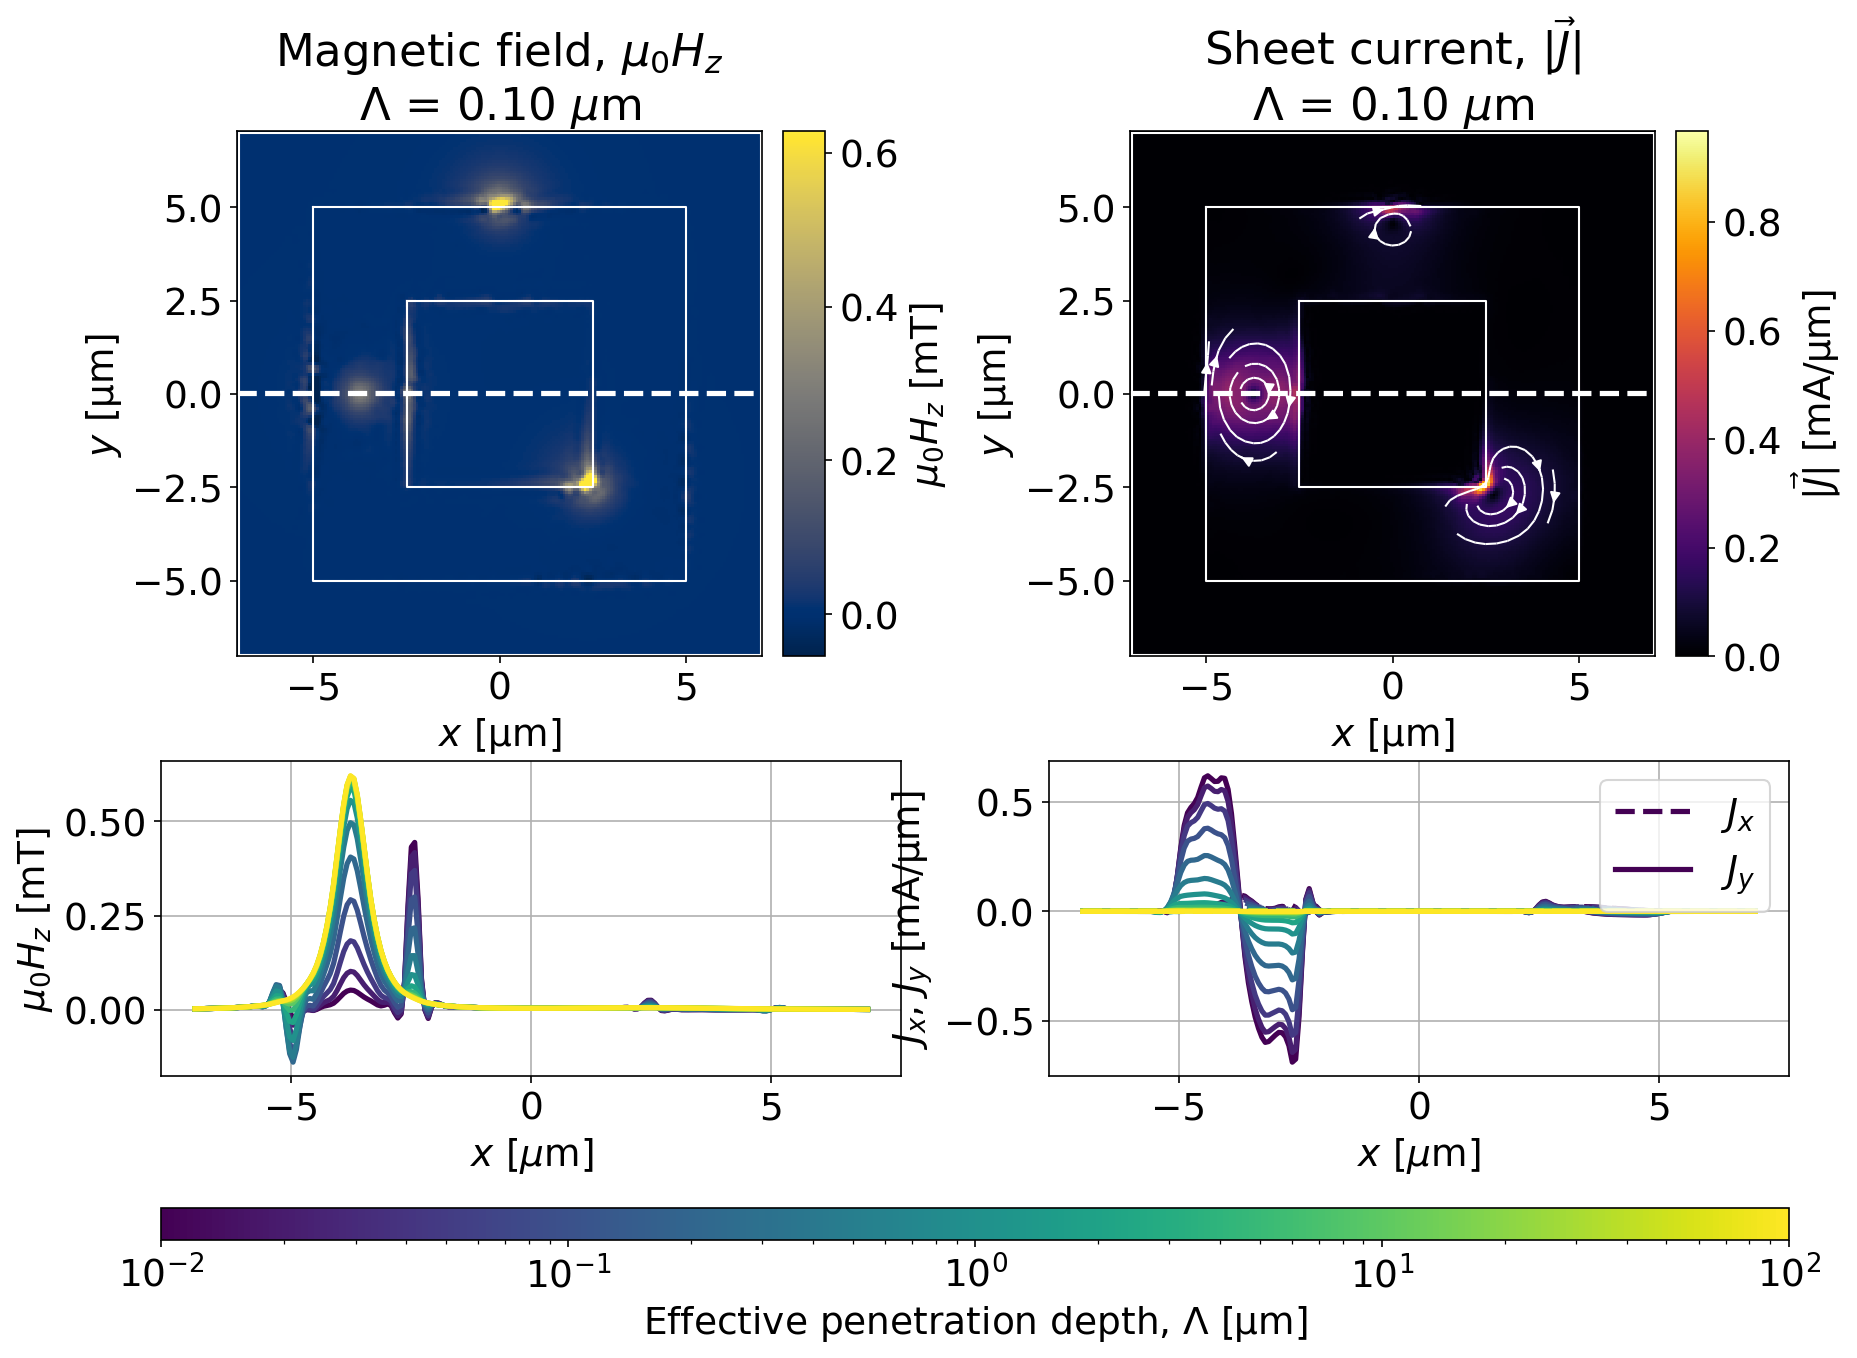 Magnetic field, μ₀H_z
Λ = 0.10 μm
5.0
2.5
0.0
−2.5
−5.0
y [μm]
−5 0 5
x [μm]
0.6
0.4
0.2
0.0
μ₀H_z [mT]
Sheet current, |J⃗|
Λ = 0.10 μm
5.0
2.5
0.0
−2.5
−5.0
y [μm]
−5 0 5
x [μm]
0.8
0.6
0.4
0.2
0.0
|J⃗| [mA/μm]
0.50
0.25
0.00
μ₀H_z [mT]
−5 0 5
x [μm]
0.5
0.0
−0.5
J_x, J_y [mA/μm]
J_x
J_y
−5 0 5
x [μm]
10⁻² 10⁻¹ 10⁰ 10¹ 10²
Effective penetration depth, Λ [μm]